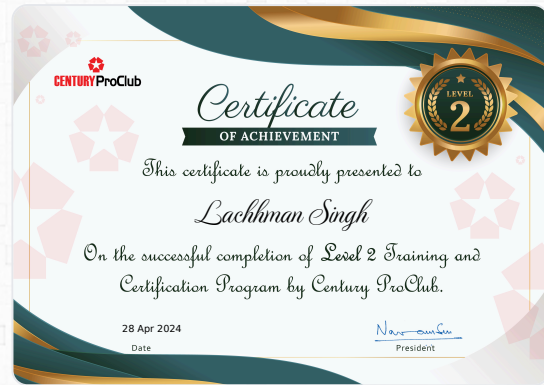 CENTURY ProClub
Certificate
OF ACHIEVEMENT
LEVEL
2
This certificate is proudly presented to
Lachhman Singh
On the successful completion of Level 2 Training and
Certification Program by Century ProClub.
28 Apr 2024
Date
President